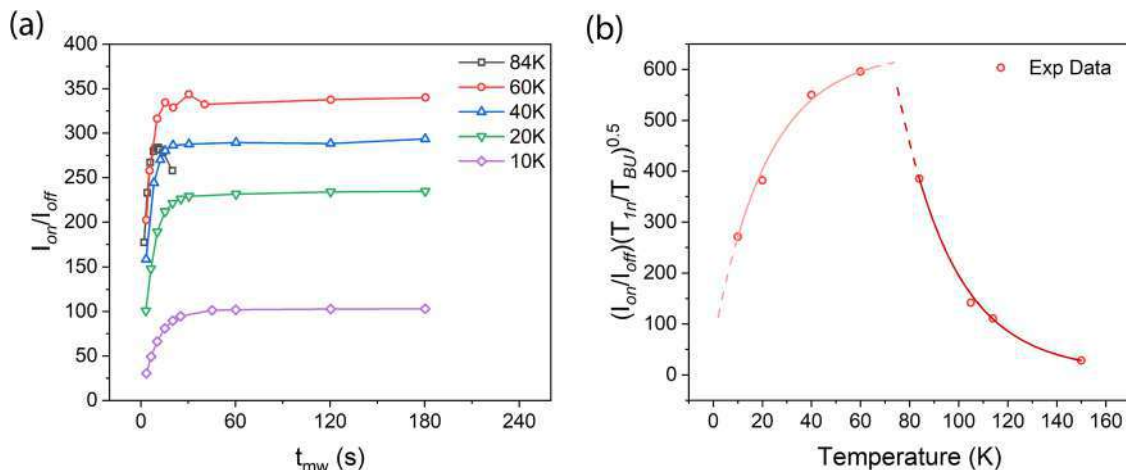 (a)
400
350
300
250
200
150
100
50
0
I_on/I_off
0 60 120 180 240
t_mw (s)
84K
60K
40K
20K
10K
(b)
600
500
400
300
200
100
0
(I_on/I_off)(T_1n/T_BU)^0.5
0 20 40 60 80 100 120 140 160
Temperature (K)
Exp Data